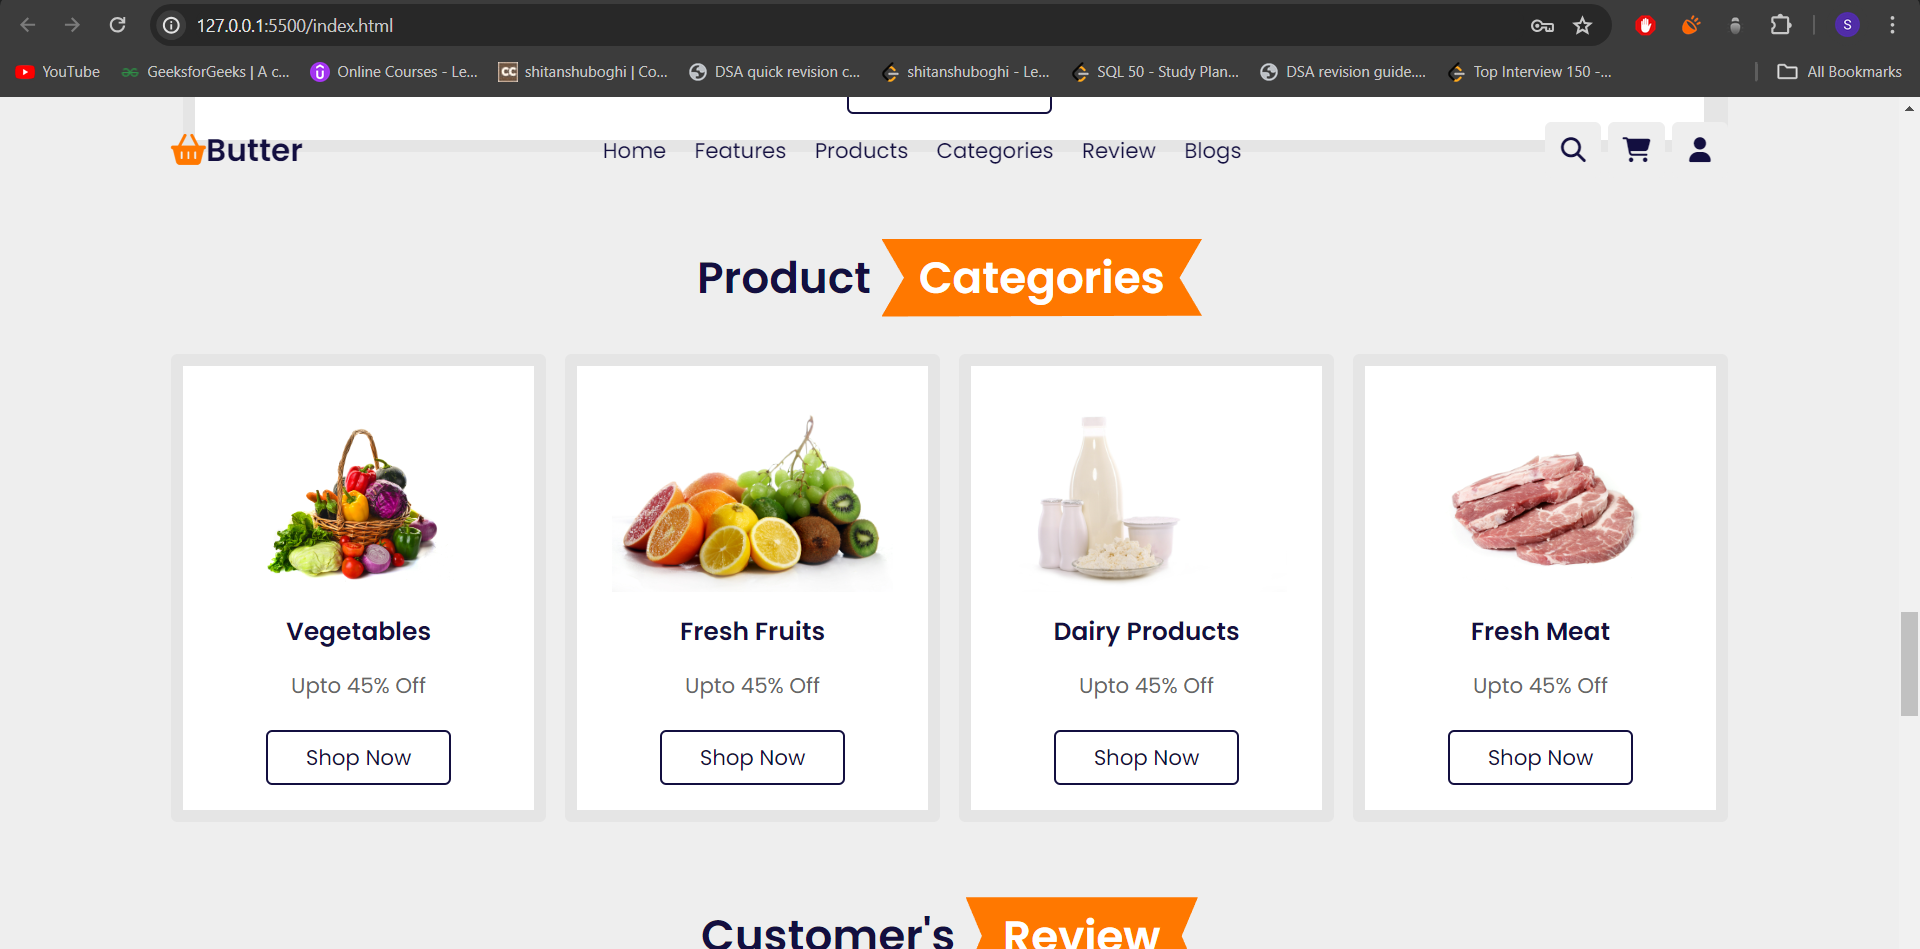 127.0.0.1:5500/index.html
S
YouTube GeeksforGeeks | A c... Online Courses - Le... CC shitanshuboghi | Co... DSA quick revision c... shitanshuboghi - Le... SQL 50 - Study Plan... DSA revision guide.... Top Interview 150 -... All Bookmarks
Butter Home Features Products Categories Review Blogs
Product Categories
Vegetables Fresh Fruits Dairy Products Fresh Meat
Upto 45% Off Upto 45% Off Upto 45% Off Upto 45% Off
Shop Now Shop Now Shop Now Shop Now
Customer's Review